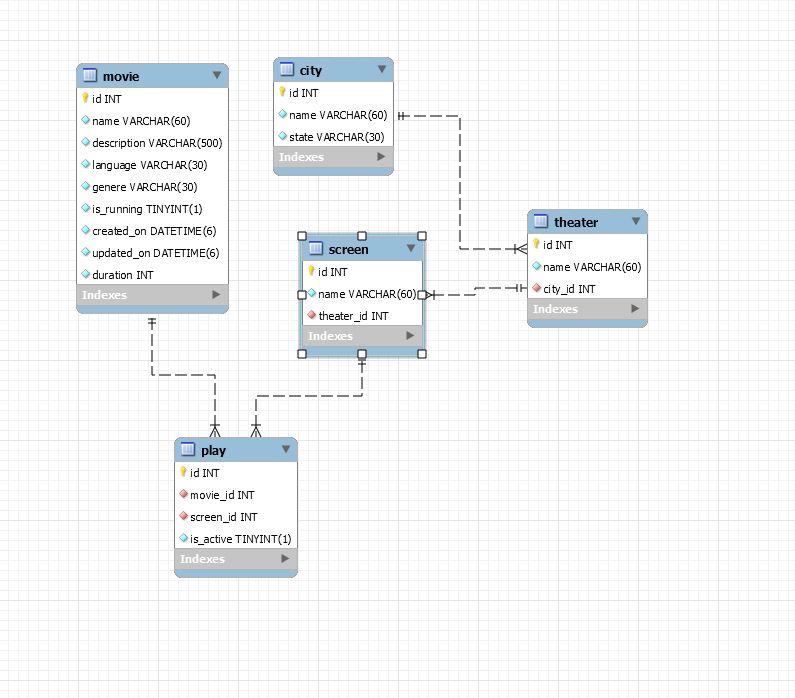 movie
id INT
name VARCHAR(60)
description VARCHAR(500)
language VARCHAR(30)
genere VARCHAR(30)
is_running TINYINT(1)
created_on DATETIME(6)
updated_on DATETIME(6)
duration INT
Indexes
city
id INT
name VARCHAR(60)
state VARCHAR(30)
Indexes
theater
id INT
name VARCHAR(60)
city_id INT
Indexes
screen
id INT
name VARCHAR(60)
theater_id INT
Indexes
play
id INT
movie_id INT
screen_id INT
is_active TINYINT(1)
Indexes